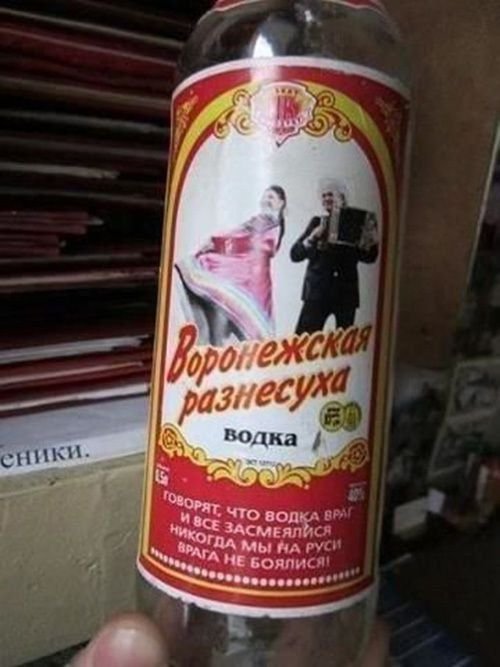 Воронежская
разнесуха
водка
0,5л
40%
ГОВОРЯТ, ЧТО ВОДКА ВРАГ
И ВСЕ ЗАСМЕЯЛИСЯ
НИКОГДА МЫ НА РУСИ
ВРАГА НЕ БОЯЛИСЯ!
еники.